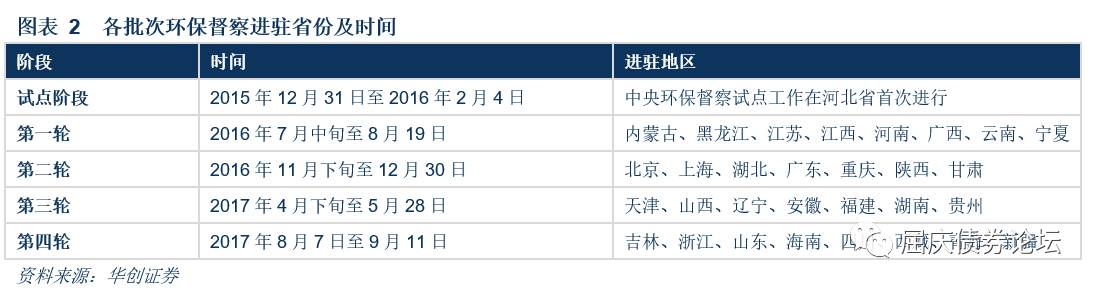 图表 2 各批次环保督察进驻省份及时间
阶段 时间 进驻地区
试点阶段 2015 年 12 月 31 日至 2016 年 2 月 4 日 中央环保督察试点工作在河北省首次进行
第一轮 2016 年 7 月中旬至 8 月 19 日 内蒙古、黑龙江、江苏、江西、河南、广西、云南、宁夏
第二轮 2016 年 11 月下旬至 12 月 30 日 北京、上海、湖北、广东、重庆、陕西、甘肃
第三轮 2017 年 4 月下旬至 5 月 28 日 天津、山西、辽宁、安徽、福建、湖南、贵州
第四轮 2017 年 8 月 7 日至 9 月 11 日 吉林、浙江、山东、海南、四
屈庆债券论坛
资料来源：华创证券